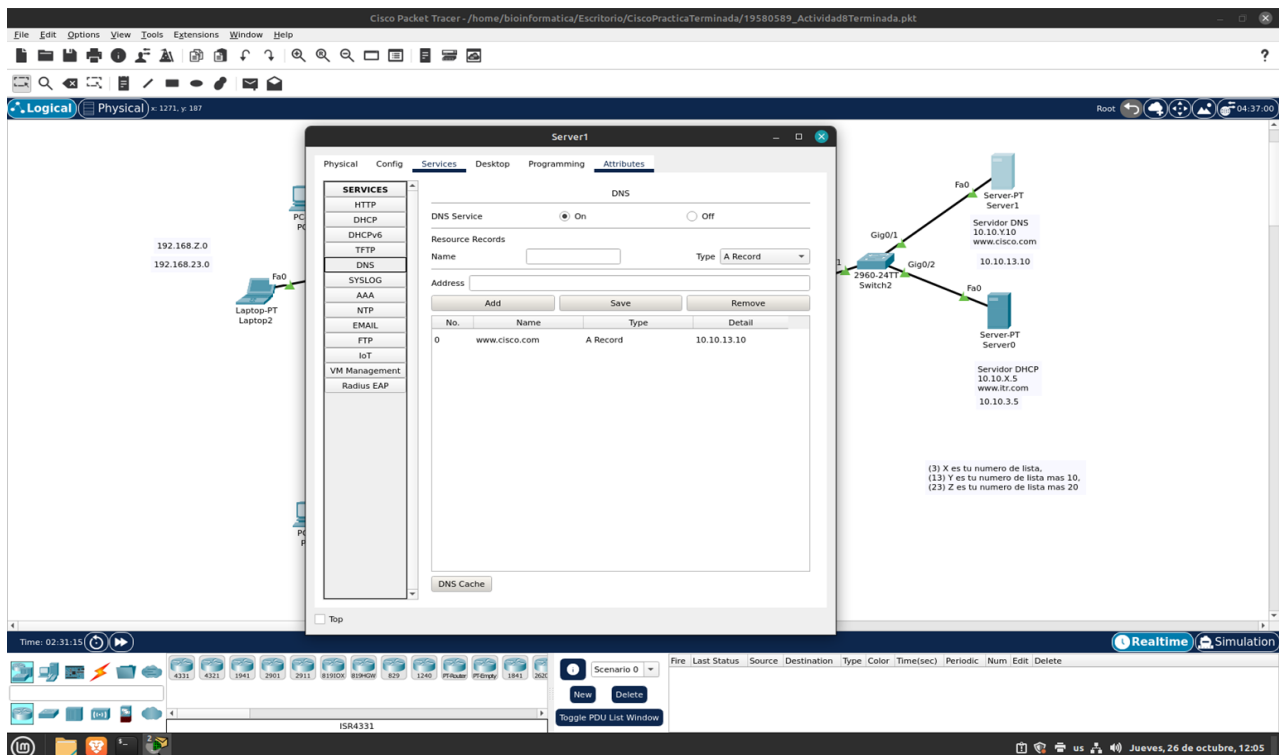 Cisco Packet Tracer - /home/bioinformatica/Escritorio/CiscoPracticaTerminada/19580589_Actividad8Terminada.pkt
File Edit Options View Tools Extensions Window Help
?
Logical Physical x: 1271, y: 187
Root 04:37:00
Server1
Physical Config Services Desktop Programming Attributes
SERVICES
HTTP
DHCP
DHCPv6
TFTP
DNS
SYSLOG
AAA
NTP
EMAIL
FTP
IoT
VM Management
Radius EAP
DNS
DNS Service On Off
Resource Records
Name Type A Record
Address
Add Save Remove
No. Name Type Detail
0 www.cisco.com A Record 10.10.13.10
DNS Cache
Top
PC
PC
192.168.Z.0
192.168.23.0
Fa0
Laptop-PT
Laptop2
PC
P
Fa0
Server-PT
Server1
Servidor DNS
10.10.Y.10
www.cisco.com
10.10.13.10
Gig0/1
1
Gig0/2
2960-24TT
Switch2
Fa0
Server-PT
Server0
Servidor DHCP
10.10.X.5
www.itr.com
10.10.3.5
(3) X es tu numero de lista,
(13) Y es tu numero de lista mas 10,
(23) Z es tu numero de lista mas 20
Time: 02:31:15
Realtime Simulation
4331 4321 1941 2901 2911 819IOX 819HGW 829 1240 PT-Router PT-Empty 1841 2620
ISR4331
Scenario 0
New Delete
Toggle PDU List Window
Fire Last Status Source Destination Type Color Time(sec) Periodic Num Edit Delete
2
us Jueves, 26 de octubre, 12:05